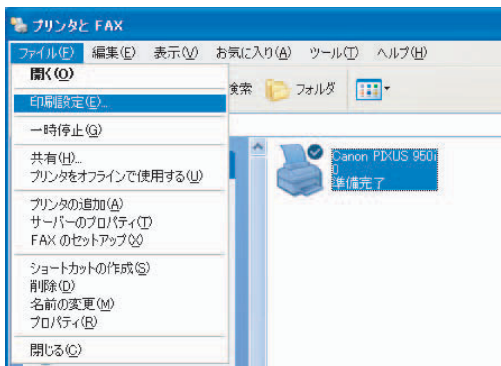 プリンタと FAX
ファイル(F) 編集(E) 表示(V) お気に入り(A) ツール(T) ヘルプ(H)
開く(O)
印刷設定(E)...
検索 フォルダ
一時停止(G)
共有(H)...
プリンタをオフラインで使用する(U)
Canon PIXUS 950i
0
準備完了
プリンタの追加(A)
サーバーのプロパティ(T)
FAX のセットアップ(X)
ショートカットの作成(S)
削除(D)
名前の変更(M)
プロパティ(R)
閉じる(C)